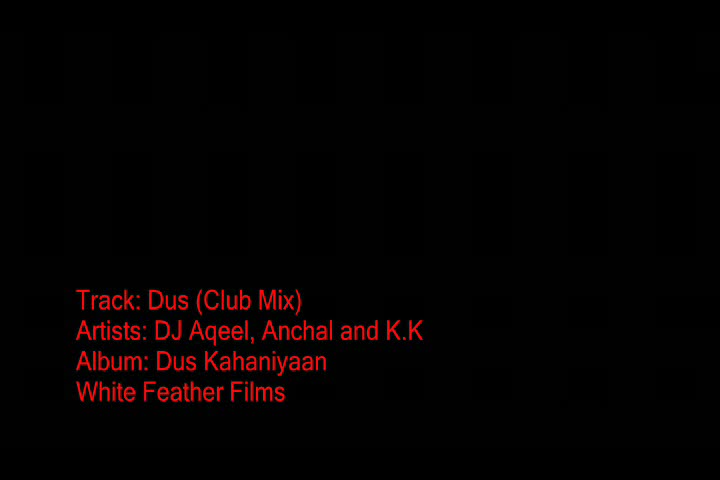 Track: Dus (Club Mix)
Artists: DJ Aqeel, Anchal and K.K
Album: Dus Kahaniyaan
White Feather Films